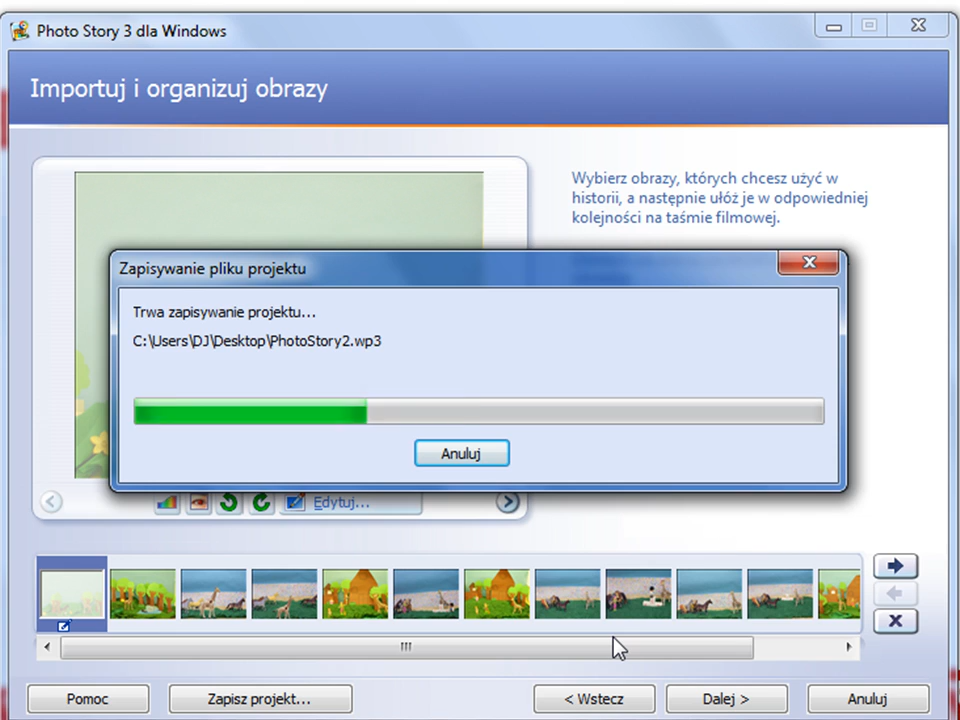 Photo Story 3 dla Windows
Importuj i organizuj obrazy
Wybierz obrazy, których chcesz użyć w
historii, a następnie ułóż je w odpowiedniej
kolejności na taśmie filmowej.
Zapisywanie pliku projektu
Trwa zapisywanie projektu...
C:\Users\DJ\Desktop\PhotoStory2.wp3
Anuluj
Edytuj...
Pomoc
Zapisz projekt...
< Wstecz
Dalej >
Anuluj